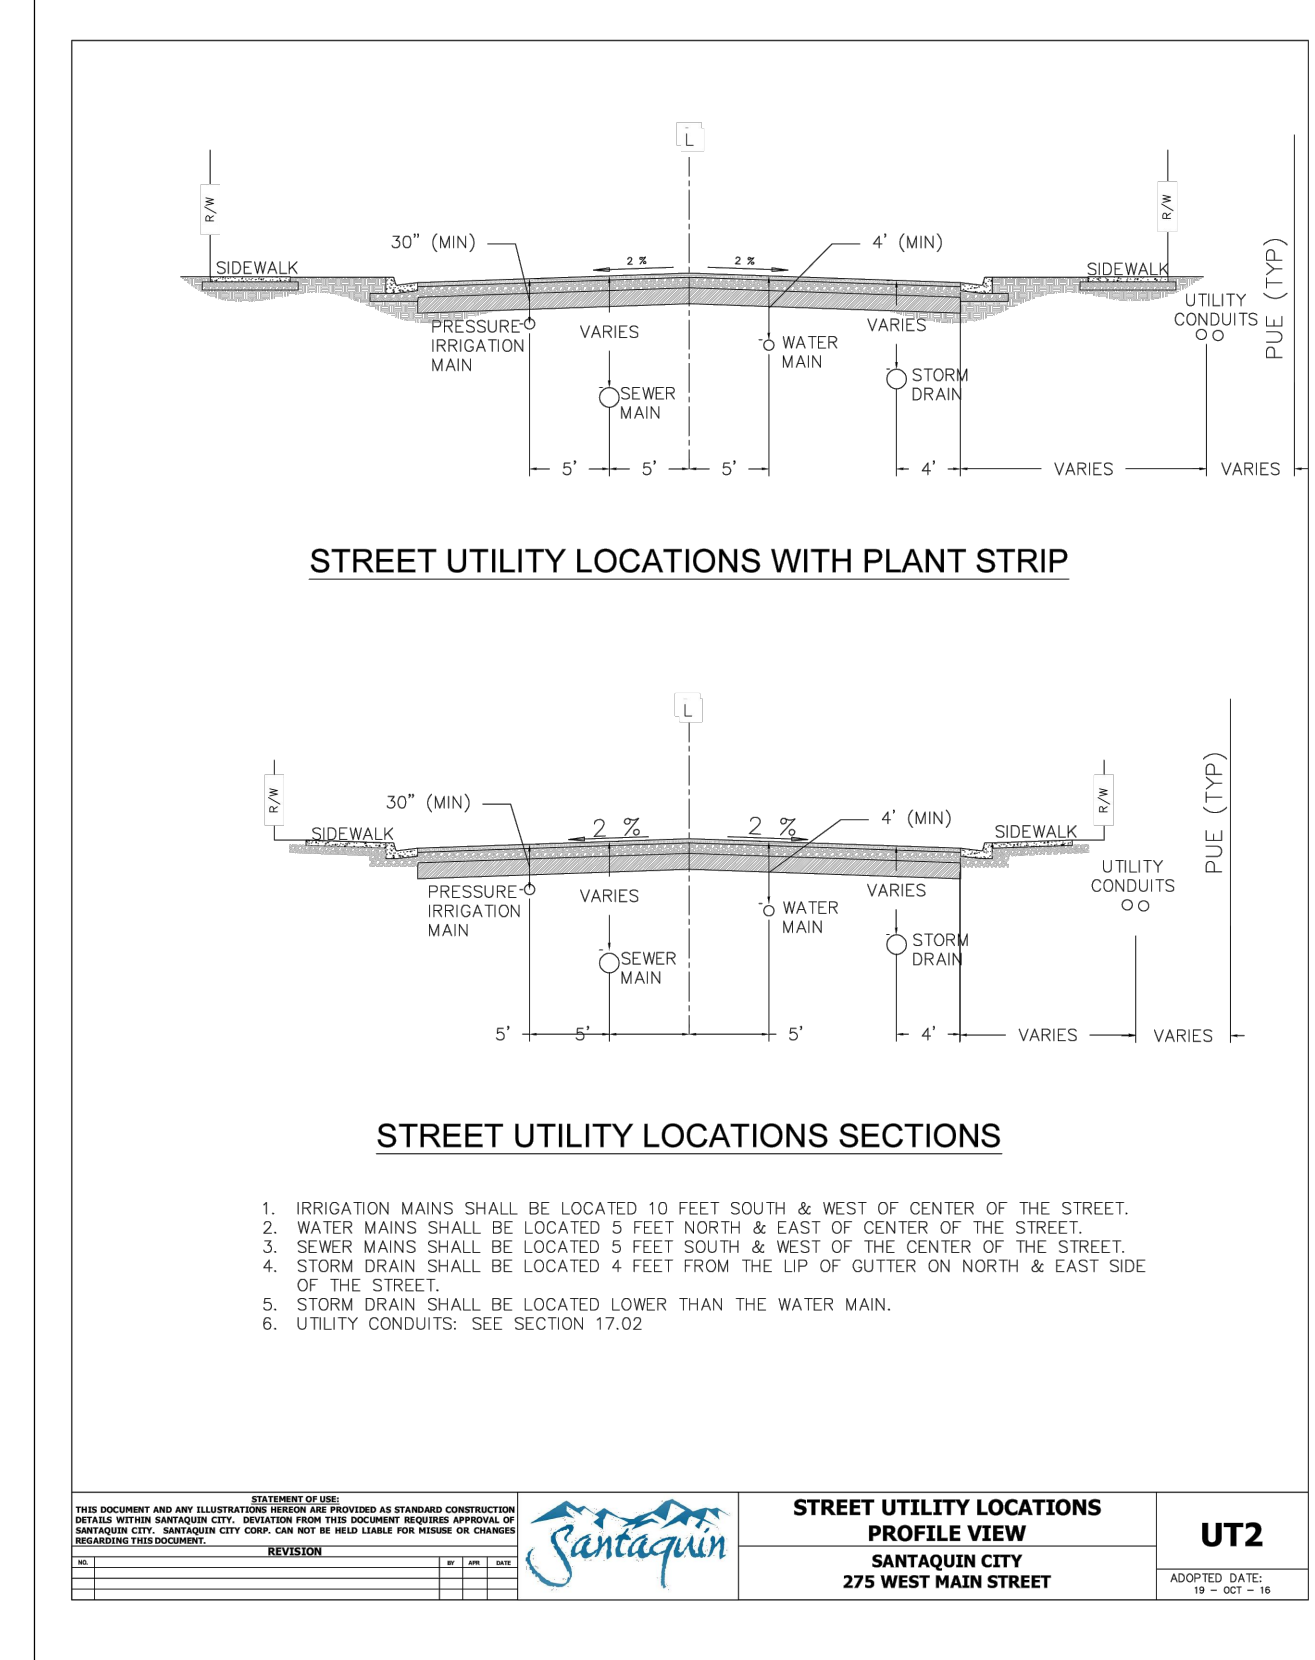 L
R/W
R/W
30" (MIN)
4' (MIN)
2 %
2 %
SIDEWALK
SIDEWALK
PUE (TYP)
UTILITY
CONDUITS
PRESSURE
IRRIGATION
MAIN
VARIES
WATER
MAIN
VARIES
SEWER
MAIN
STORM
DRAIN
5'
5'
5'
4'
VARIES
VARIES
STREET UTILITY LOCATIONS WITH PLANT STRIP
L
R/W
R/W
PUE (TYP)
30" (MIN)
4' (MIN)
2 %
2 %
SIDEWALK
SIDEWALK
UTILITY
CONDUITS
PRESSURE
IRRIGATION
MAIN
VARIES
WATER
MAIN
VARIES
SEWER
MAIN
STORM
DRAIN
5'
5'
5'
4'
VARIES
VARIES
STREET UTILITY LOCATIONS SECTIONS
1. IRRIGATION MAINS SHALL BE LOCATED 10 FEET SOUTH & WEST OF CENTER OF THE STREET.
2. WATER MAINS SHALL BE LOCATED 5 FEET NORTH & EAST OF CENTER OF THE STREET.
3. SEWER MAINS SHALL BE LOCATED 5 FEET SOUTH & WEST OF THE CENTER OF THE STREET.
4. STORM DRAIN SHALL BE LOCATED 4 FEET FROM THE LIP OF GUTTER ON NORTH & EAST SIDE
OF THE STREET.
5. STORM DRAIN SHALL BE LOCATED LOWER THAN THE WATER MAIN.
6. UTILITY CONDUITS: SEE SECTION 17.02
STATEMENT OF USE:
THIS DOCUMENT AND ANY ILLUSTRATIONS HEREON ARE PROVIDED AS STANDARD CONSTRUCTION
DETAILS WITHIN SANTAQUIN CITY. DEVIATION FROM THIS DOCUMENT REQUIRES APPROVAL OF
SANTAQUIN CITY. SANTAQUIN CITY CORP. CAN NOT BE HELD LIABLE FOR MISUSE OR CHANGES
REGARDING THIS DOCUMENT.
REVISION
NO.
BY
APR
DATE
Santaquin
STREET UTILITY LOCATIONS
PROFILE VIEW
SANTAQUIN CITY
275 WEST MAIN STREET
UT2
ADOPTED DATE:
19 - OCT - 16